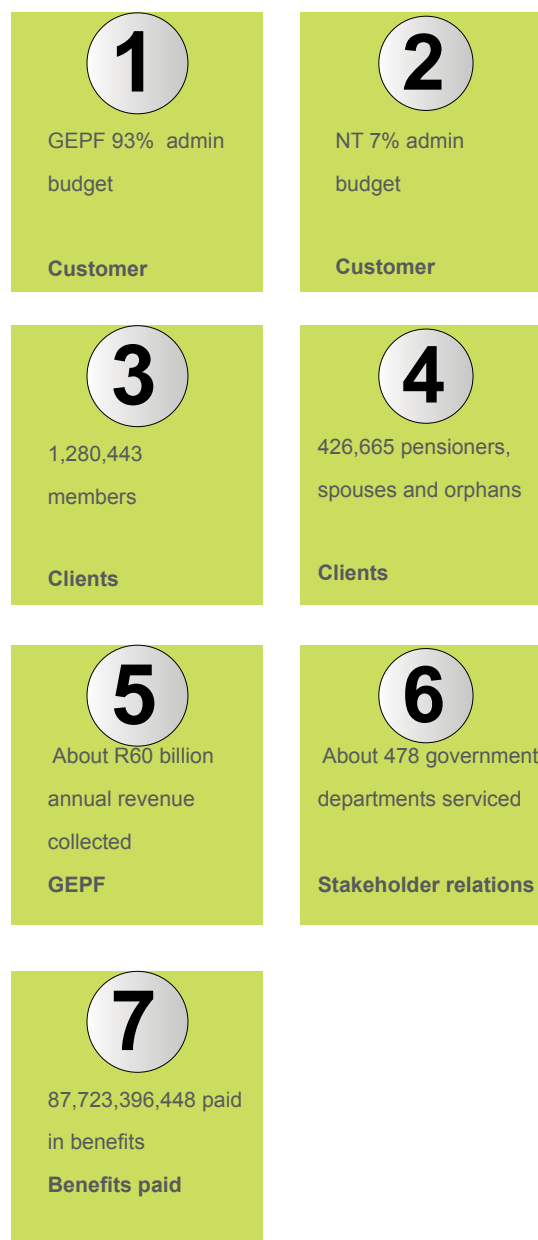 1
GEPF 93% admin
budget
Customer
2
NT 7% admin
budget
Customer
3
1,280,443
members
Clients
4
426,665 pensioners,
spouses and orphans
Clients
5
About R60 billion
annual revenue
collected
GEPF
6
About 478 government
departments serviced
Stakeholder relations
7
87,723,396,448 paid
in benefits
Benefits paid